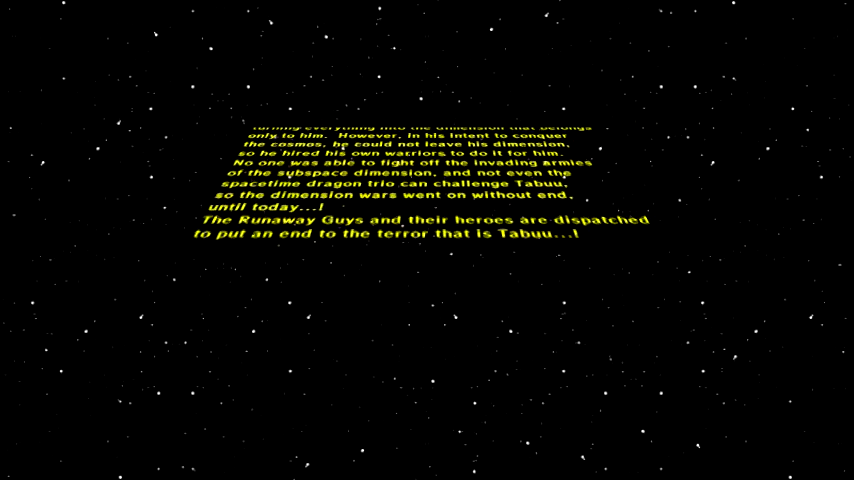 turning everything into the dimension that belongs
only to him. However, in his intent to conquer
the cosmos, he could not leave his dimension,
so he hired his own warriors to do it for him.
No one was able to fight off the invading armies
of the subspace dimension, and not even the
spacetime dragon trio can challenge Tabuu,
so the dimension wars went on without end,
until today...!
The Runaway Guys and their heroes are dispatched
to put an end to the terror that is Tabuu...!